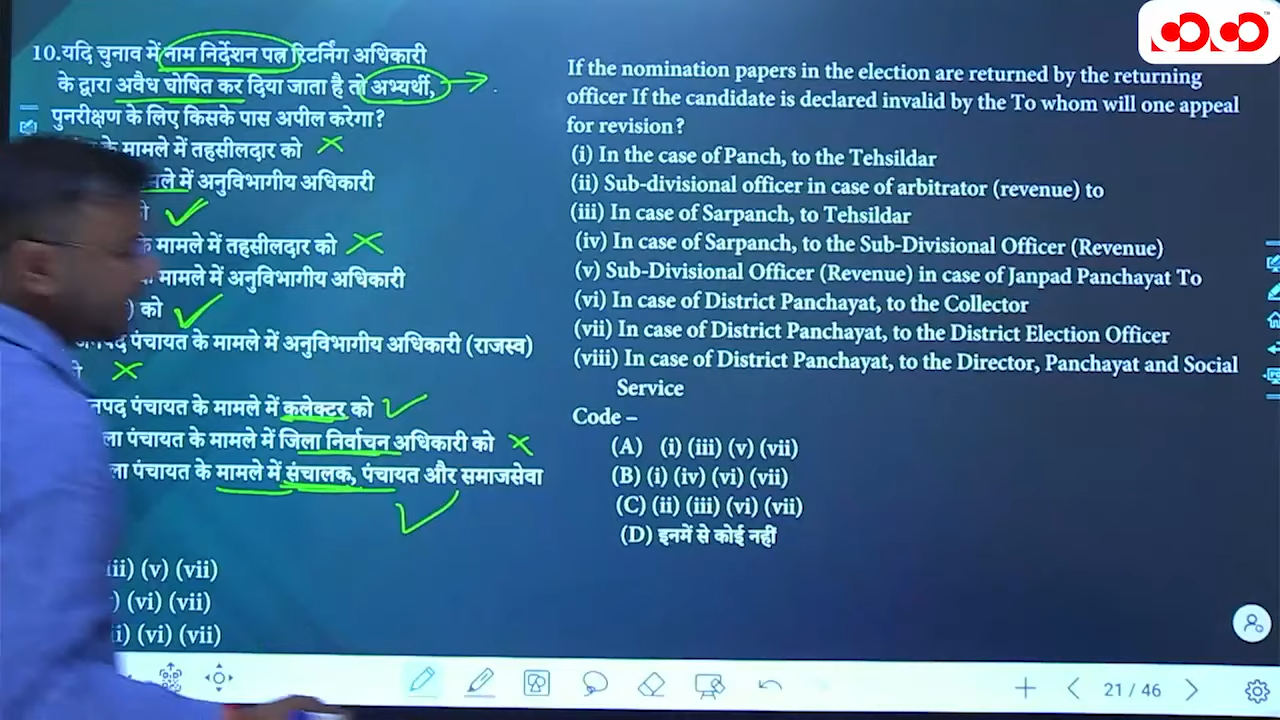 10.यदि चुनाव में नाम निर्देशन पत्र रिटर्निंग अधिकारी
के द्वारा अवैध घोषित कर दिया जाता है तो अभ्यर्थी,
पुनरीक्षण के लिए किसके पास अपील करेगा?
के मामले में तहसीलदार को
मामले में अनुविभागीय अधिकारी
को
के मामले में तहसीलदार को
मामले में अनुविभागीय अधिकारी
) को
जनपद पंचायत के मामले में अनुविभागीय अधिकारी (राजस्व)
पंचायत के मामले में कलेक्टर को
पंचायत के मामले में जिला निर्वाचन अधिकारी को
पंचायत के मामले में संचालक, पंचायत और समाजसेवा
iii) (v) (vii)
) (vi) (vii)
i) (vi) (vii)
If the nomination papers in the election are returned by the returning
officer If the candidate is declared invalid by the To whom will one appeal
for revision?
(i) In the case of Panch, to the Tehsildar
(ii) Sub-divisional officer in case of arbitrator (revenue) to
(iii) In case of Sarpanch, to Tehsildar
(iv) In case of Sarpanch, to the Sub-Divisional Officer (Revenue)
(v) Sub-Divisional Officer (Revenue) in case of Janpad Panchayat To
(vi) In case of District Panchayat, to the Collector
(vii) In case of District Panchayat, to the District Election Officer
(viii) In case of District Panchayat, to the Director, Panchayat and Social
Service
Code –
(A) (i) (iii) (v) (vii)
(B) (i) (iv) (vi) (vii)
(C) (ii) (iii) (vi) (vii)
(D) इनमें से कोई नहीं
21 / 46